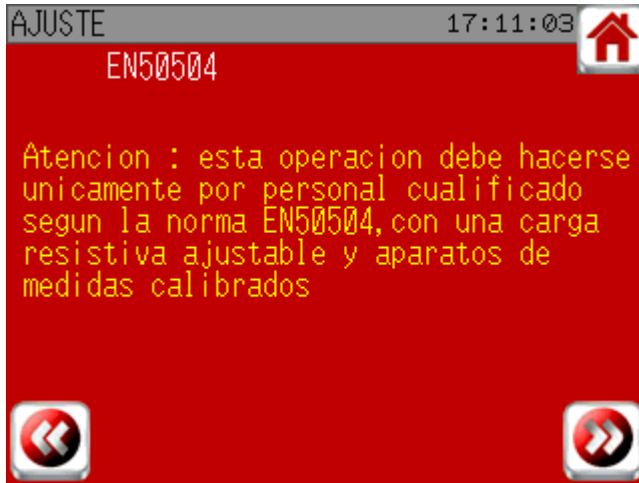 AJUSTE 17:11:03
EN50504
Atencion : esta operacion debe hacerse
unicamente por personal cualificado
segun la norma EN50504,con una carga
resistiva ajustable y aparatos de
medidas calibrados